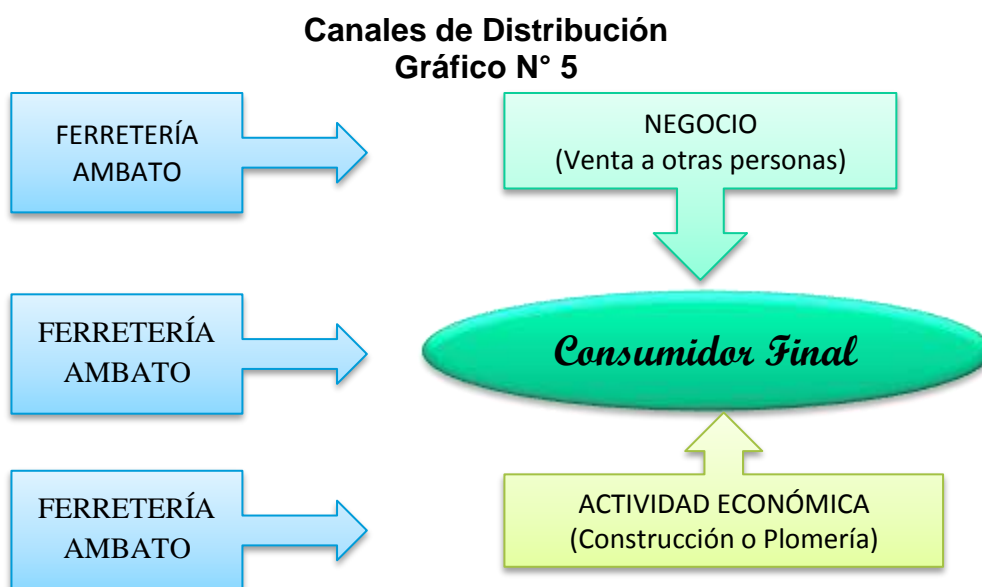 Canales de Distribución
Gráfico N° 5
FERRETERÍA
AMBATO
NEGOCIO
(Venta a otras personas)
FERRETERÍA
AMBATO
Consumidor Final
FERRETERÍA
AMBATO
ACTIVIDAD ECONÓMICA
(Construcción o Plomería)